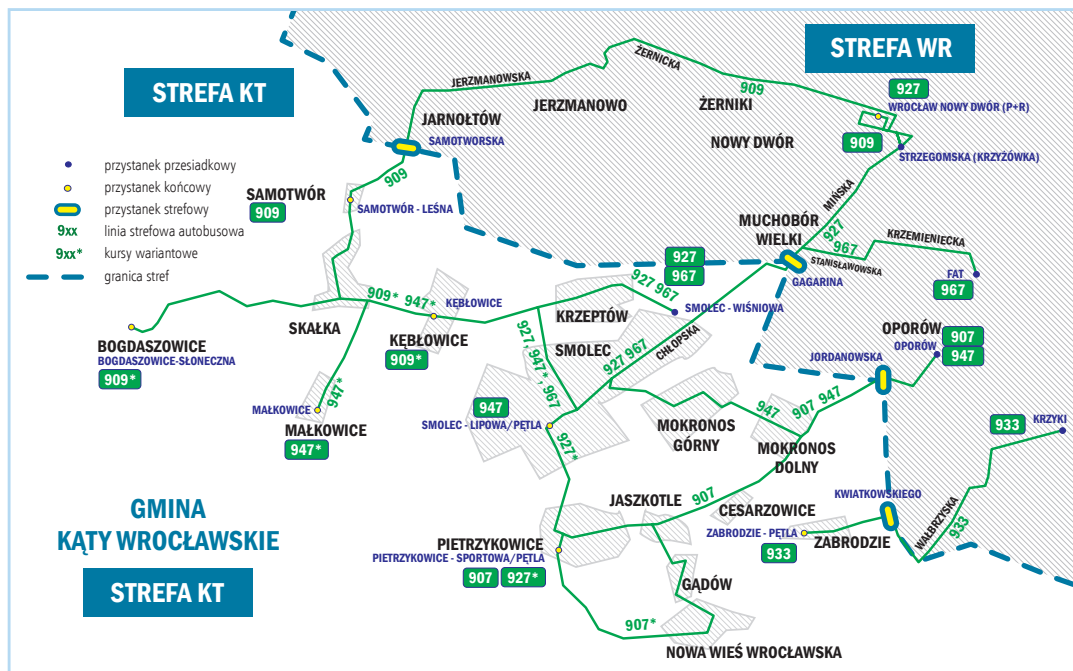 STREFA WR
STREFA KT
ŻERNICKA
JERZMANOWSKA
909
927
WROCŁAW NOWY DWÓR (P+R)
JERZMANOWO
ŻERNIKI
JARNOŁTÓW
SAMOTWORSKA
NOWY DWÓR
909
STRZEGOMSKA (KRZYŻÓWKA)
przystanek przesiadkowy
przystanek końcowy
przystanek strefowy
9xx linia strefowa autobusowa
9xx* kursy wariantowe
granica stref
909
SAMOTWÓR
909
SAMOTWÓR - LEŚNA
MIŃSKA
MUCHOBÓR
WIELKI
927
967
KRZEMIENICKA
STANISŁAWOWSKA
GAGARINA
FAT
967
927
967
927 967
909* 947*
KĘBŁOWICE
KRZEPTÓW
SMOLEC - WIŚNIOWA
SKAŁKA
KĘBŁOWICE
909*
SMOLEC
CHŁOPSKA
927 967
927, 947*, 967
BOGDASZOWICE
BOGDASZOWICE-SŁONECZNA
909*
OPORÓW
OPORÓW
907
947
JORDANOWSKA
947*
MAŁKOWICE
MAŁKOWICE
947*
947
SMOLEC - LIPOWA/PĘTLA
927*
947
907 947
MOKRONOS
GÓRNY
MOKRONOS
DOLNY
933
KRZYKI
GMINA
KĄTY WROCŁAWSKIE
STREFA KT
JASZKOTLE
907
CESARZOWICE
KWIATKOWSKIEGO
WAŁBRZYSKA
933
ZABRODZIE - PĘTLA
933
ZABRODZIE
PIETRZYKOWICE
PIETRZYKOWICE - SPORTOWA/PĘTLA
907
927*
GĄDÓW
907*
NOWA WIEŚ WROCŁAWSKA